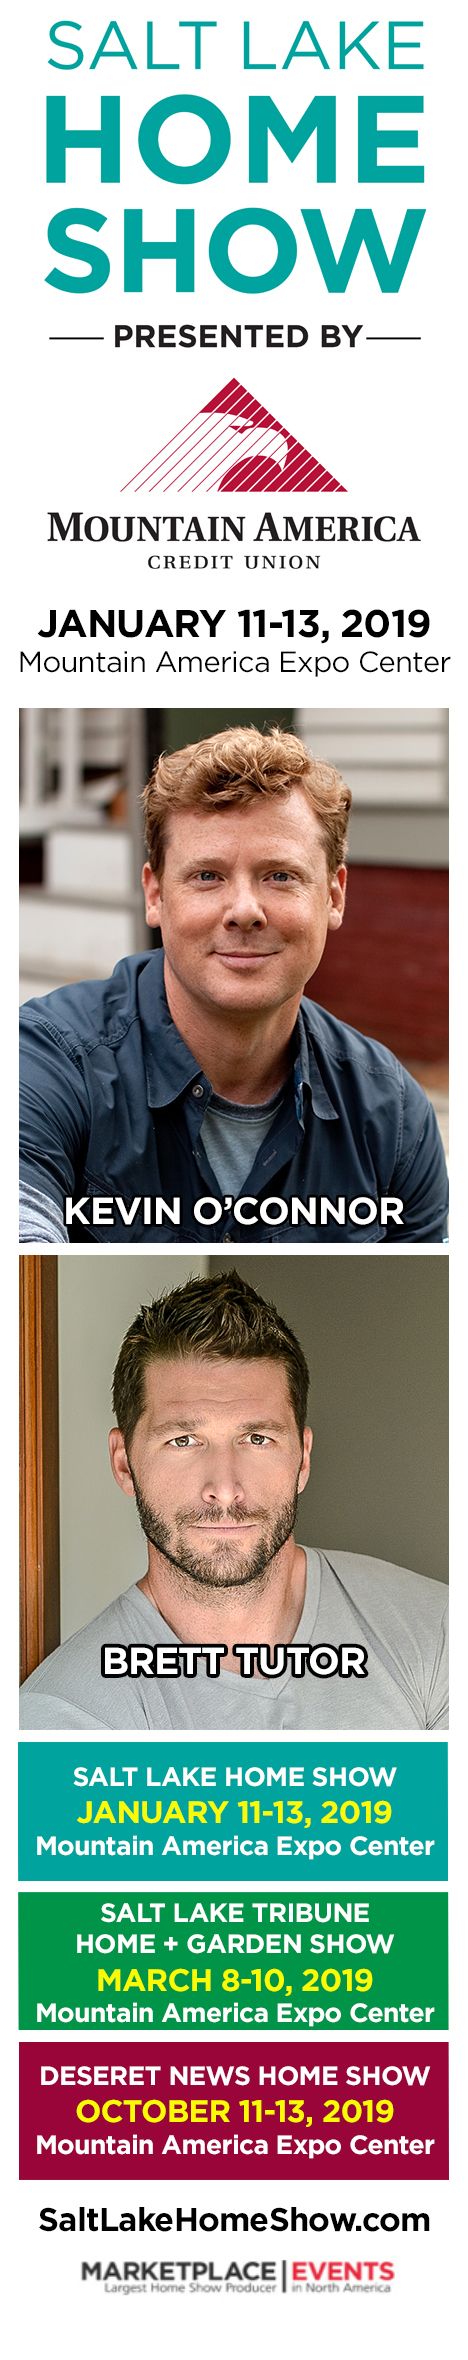 SALT LAKE
HOME
SHOW
PRESENTED BY
MOUNTAIN AMERICA
CREDIT UNION
JANUARY 11-13, 2019
Mountain America Expo Center
KEVIN O'CONNOR
BRETT TUTOR
SALT LAKE HOME SHOW
JANUARY 11-13, 2019
Mountain America Expo Center
SALT LAKE TRIBUNE
HOME + GARDEN SHOW
MARCH 8-10, 2019
Mountain America Expo Center
DESERET NEWS HOME SHOW
OCTOBER 11-13, 2019
Mountain America Expo Center
SaltLakeHomeShow.com
MARKETPLACE|EVENTS
Largest Home Show Producer in North America